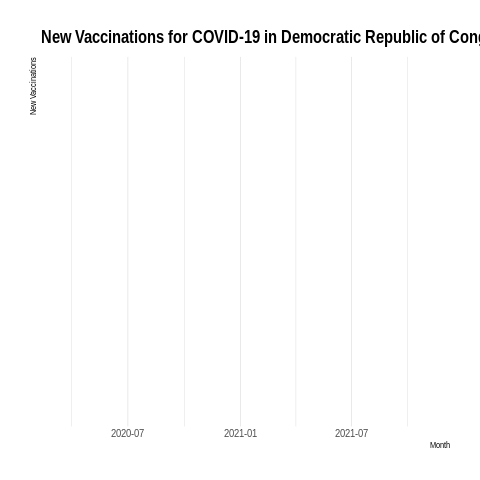 New Vaccinations for COVID-19 in Democratic Republic of Cong
New Vaccinations
2020-07 2021-01 2021-07
Month